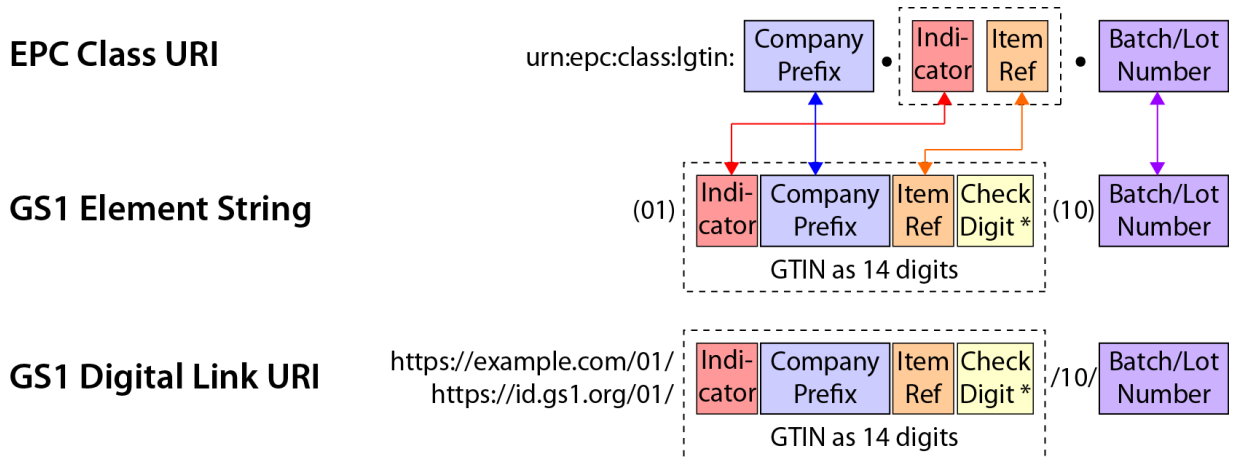 EPC Class URI
urn:epc:class:lgtin:
Company
Prefix
•
Indi-
cator
Item
Ref
•
Batch/Lot
Number
GS1 Element String
(01)
Indi-
cator
Company
Prefix
Item
Ref
Check
Digit *
(10)
Batch/Lot
Number
GTIN as 14 digits
GS1 Digital Link URI
https://example.com/01/
https://id.gs1.org/01/
Indi-
cator
Company
Prefix
Item
Ref
Check
Digit *
/10/
Batch/Lot
Number
GTIN as 14 digits